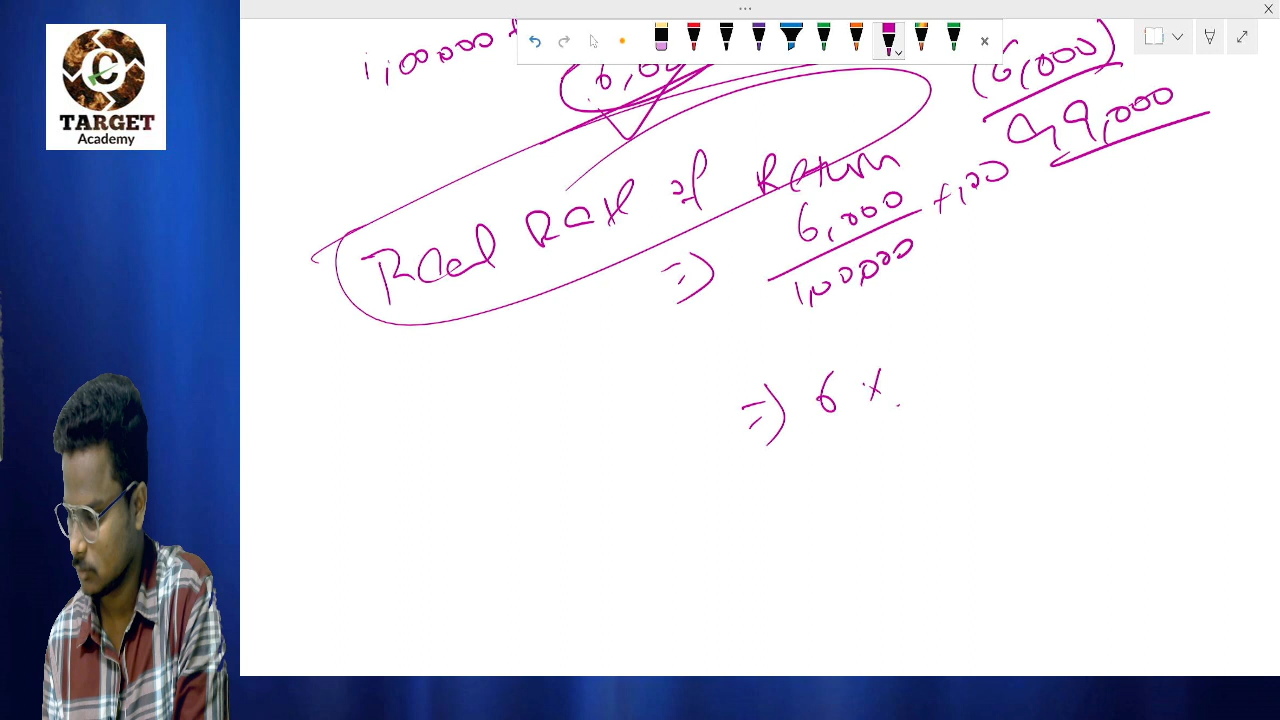 TARGET
Academy
1,00,000
(6,000)
99,000
Real Rate of Return
=> 6,000
1,00,000
=> 6 %